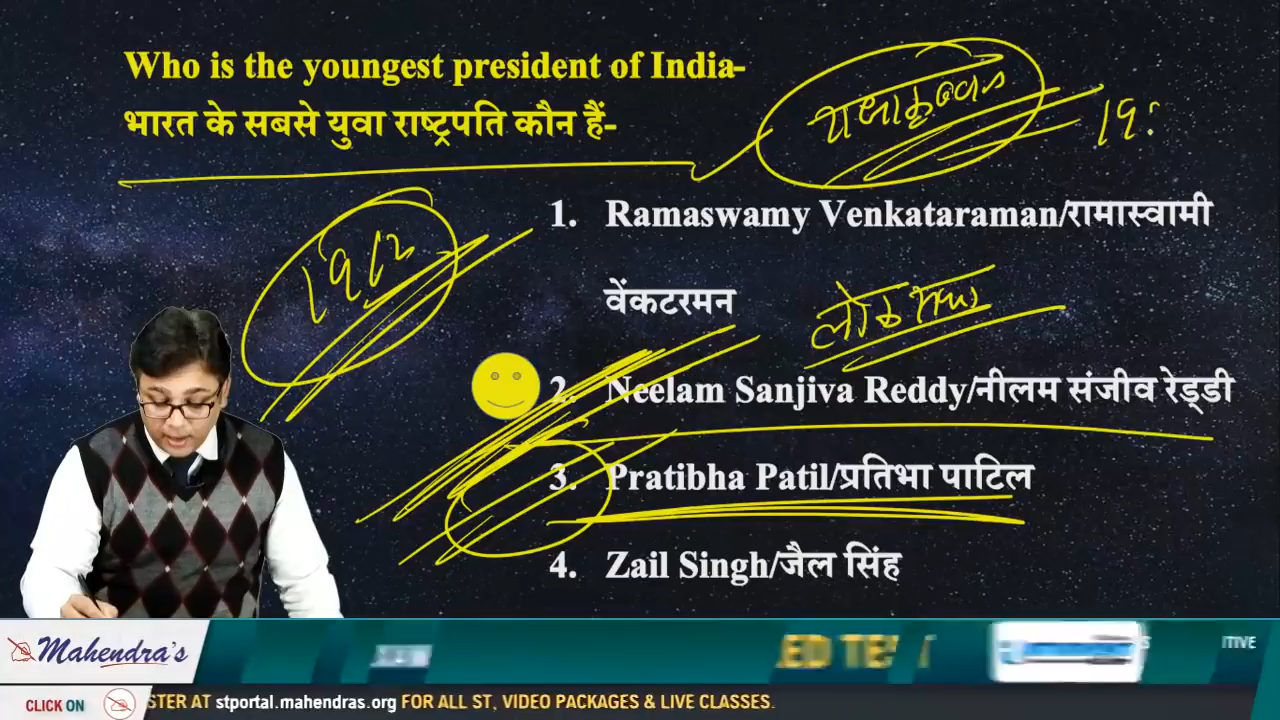 Who is the youngest president of India-
भारत के सबसे युवा राष्ट्रपति कौन हैं-
1. Ramaswamy Venkataraman/रामास्वामी
वेंकटरमन
2. Neelam Sanjiva Reddy/नीलम संजीव रेड्डी
3. Pratibha Patil/प्रतिभा पाटिल
4. Zail Singh/जैल सिंह
Mahendra's
CLICK ON
STER AT stportal.mahendras.org FOR ALL ST, VIDEO PACKAGES & LIVE CLASSES.